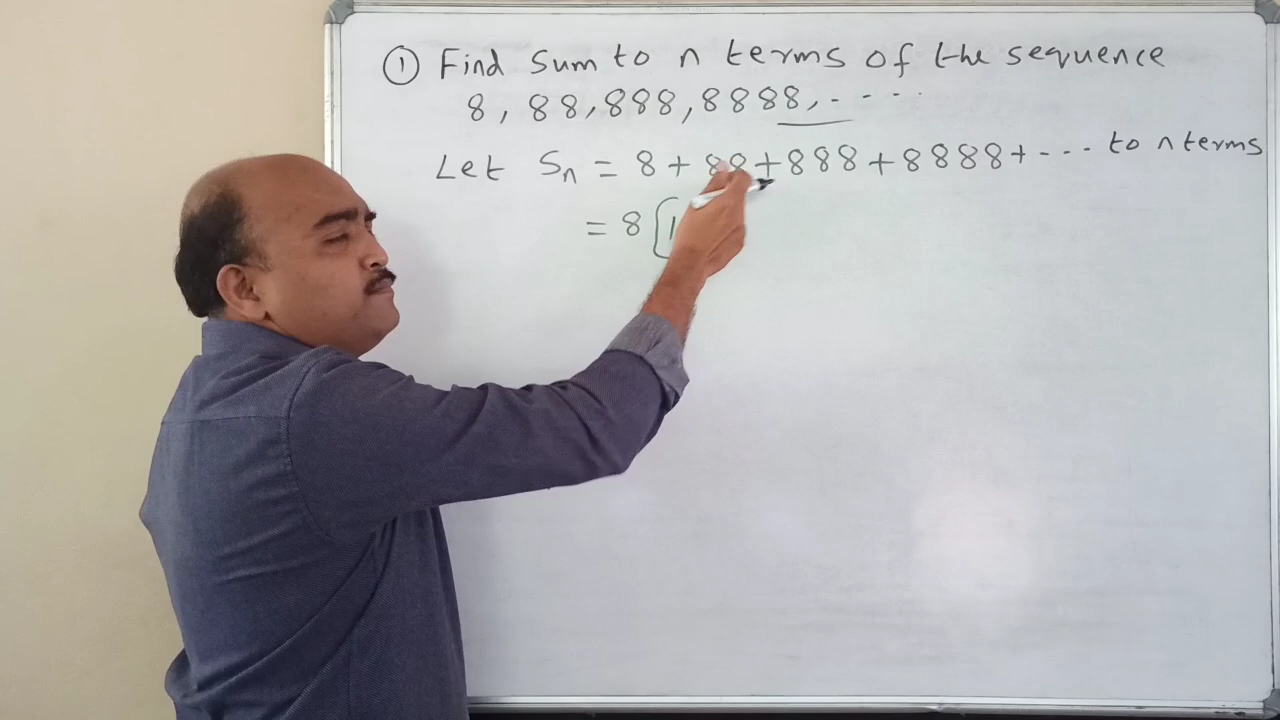 ① Find Sum to n terms of the sequence
8, 88, 888, 8888, - - - -
Let Sn = 8 + 88 + 888 + 8888 + - - - to n terms
= 8 [1